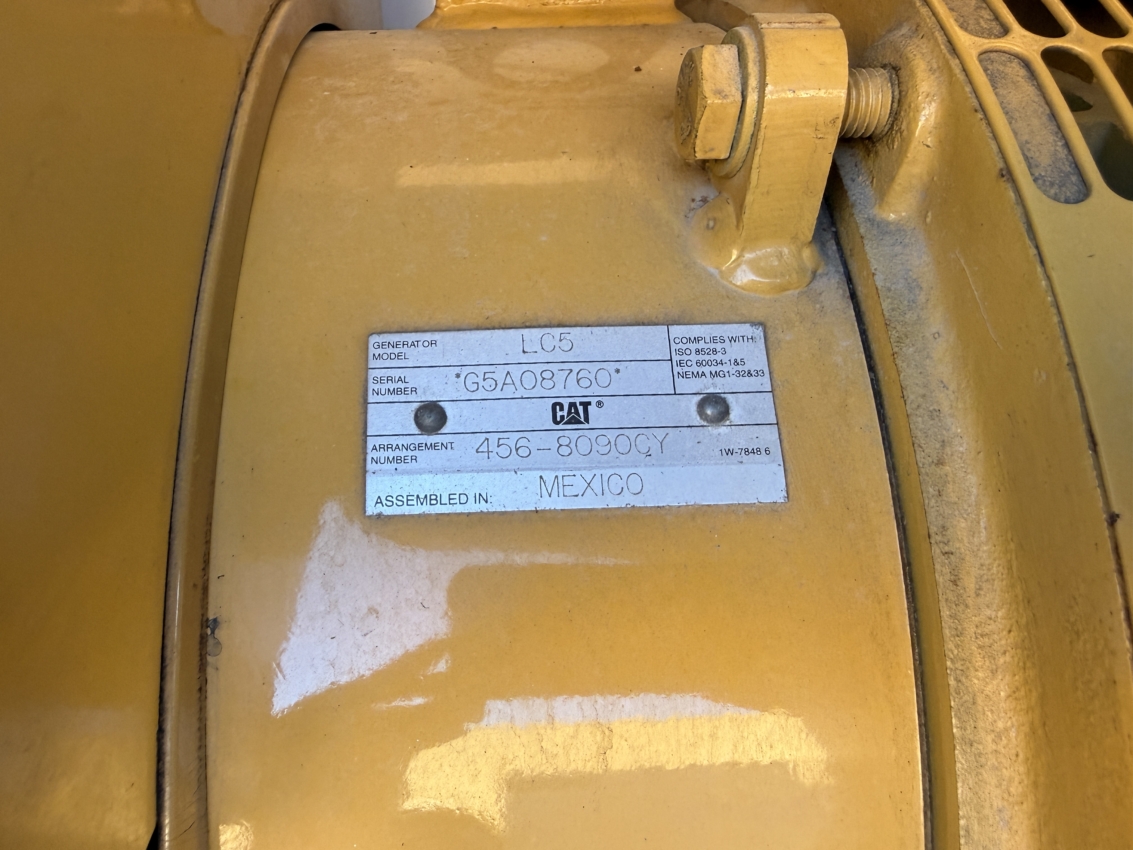 GENERATOR MODEL LC5
COMPLIES WITH:
ISO 8528-3
IEC 60034-1&5
NEMA MG1-32&33
SERIAL NUMBER *G5A08760*
CAT®
ARRANGEMENT NUMBER 456-8090CY 1W-7848 6
ASSEMBLED IN: MEXICO